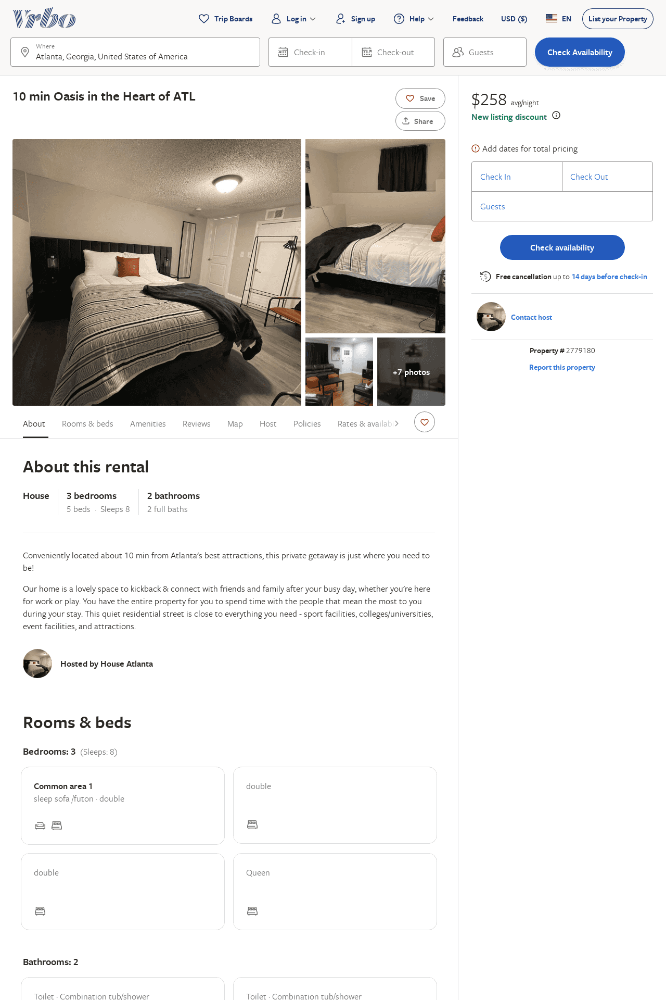 Vrbo
Trip Boards
Log in
Sign up
Help
Feedback
USD ($)
EN
List your Property
Where
Atlanta, Georgia, United States of America
Check-in
Check-out
Guests
Check Availability
10 min Oasis in the Heart of ATL
Save
Share
+7 photos
$258 avg/night
New listing discount
Add dates for total pricing
Check In
Check Out
Guests
Check availability
Free cancellation up to 14 days before check-in
Contact host
Property # 2779180
Report this property
About
Rooms & beds
Amenities
Reviews
Map
Host
Policies
Rates & availab
About this rental
House
3 bedrooms
5 beds · Sleeps 8
2 bathrooms
2 full baths
Conveniently located about 10 min from Atlanta's best attractions, this private getaway is just where you need to
be!
Our home is a lovely space to kickback & connect with friends and family after your busy day, whether you're here
for work or play. You have the entire property for you to spend time with the people that mean the most to you
during your stay. This quiet residential street is close to everything you need - sport facilities, colleges/universities,
event facilities, and attractions.
Hosted by House Atlanta
Rooms & beds
Bedrooms: 3 (Sleeps: 8)
Common area 1
sleep sofa /futon · double
double
double
Queen
Bathrooms: 2
Toilet · Combination tub/shower
Toilet · Combination tub/shower